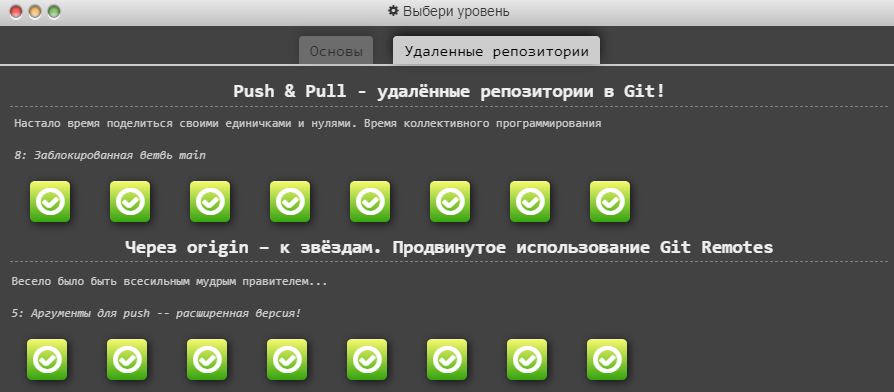 Выбери уровень
Основы
Удаленные репозитории
Push & Pull - удалённые репозитории в Git!
Настало время поделиться своими единичками и нулями. Время коллективного программирования
8: Заблокированная ветвь main
Через origin – к звёздам. Продвинутое использование Git Remotes
Весело было быть всесильным мудрым правителем...
5: Аргументы для push -- расширенная версия!